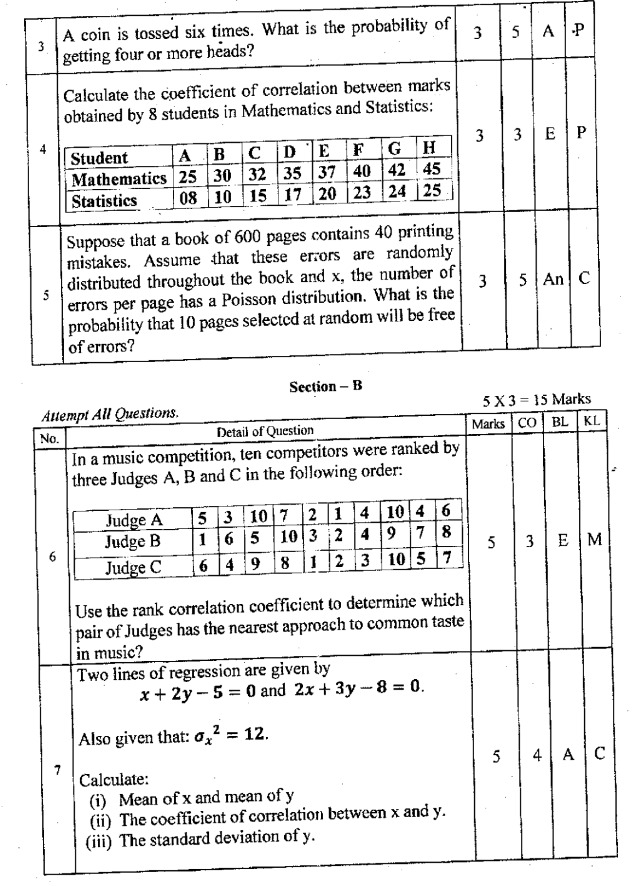 3 A coin is tossed six times. What is the probability of 3 5 A P
getting four or more heads?
Calculate the coefficient of correlation between marks
obtained by 8 students in Mathematics and Statistics:
4 3 3 E P
Student A B C D E F G H
Mathematics 25 30 32 35 37 40 42 45
Statistics 08 10 15 17 20 23 24 25
Suppose that a book of 600 pages contains 40 printing
mistakes. Assume that these errors are randomly
distributed throughout the book and x, the number of
5 errors per page has a Poisson distribution. What is the 3 5 An C
probability that 10 pages selected at random will be free
of errors?
Section – B
Attempt All Questions. 5 X 3 = 15 Marks
No. Detail of Question Marks CO BL KL
In a music competition, ten competitors were ranked by
three Judges A, B and C in the following order:
Judge A 5 3 10 7 2 1 4 10 4 6
Judge B 1 6 5 10 3 2 4 9 7 8
6 5 3 E M
Judge C 6 4 9 8 1 2 3 10 5 7
Use the rank correlation coefficient to determine which
pair of Judges has the nearest approach to common taste
in music?
Two lines of regression are given by
x + 2y – 5 = 0 and 2x + 3y – 8 = 0.
Also given that: σₓ² = 12.
7 5 4 A C
Calculate:
(i) Mean of x and mean of y
(ii) The coefficient of correlation between x and y.
(iii) The standard deviation of y.